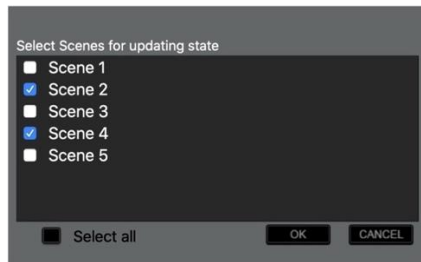 Select Scenes for updating state
Scene 1
Scene 2
Scene 3
Scene 4
Scene 5
Select all
OK
CANCEL